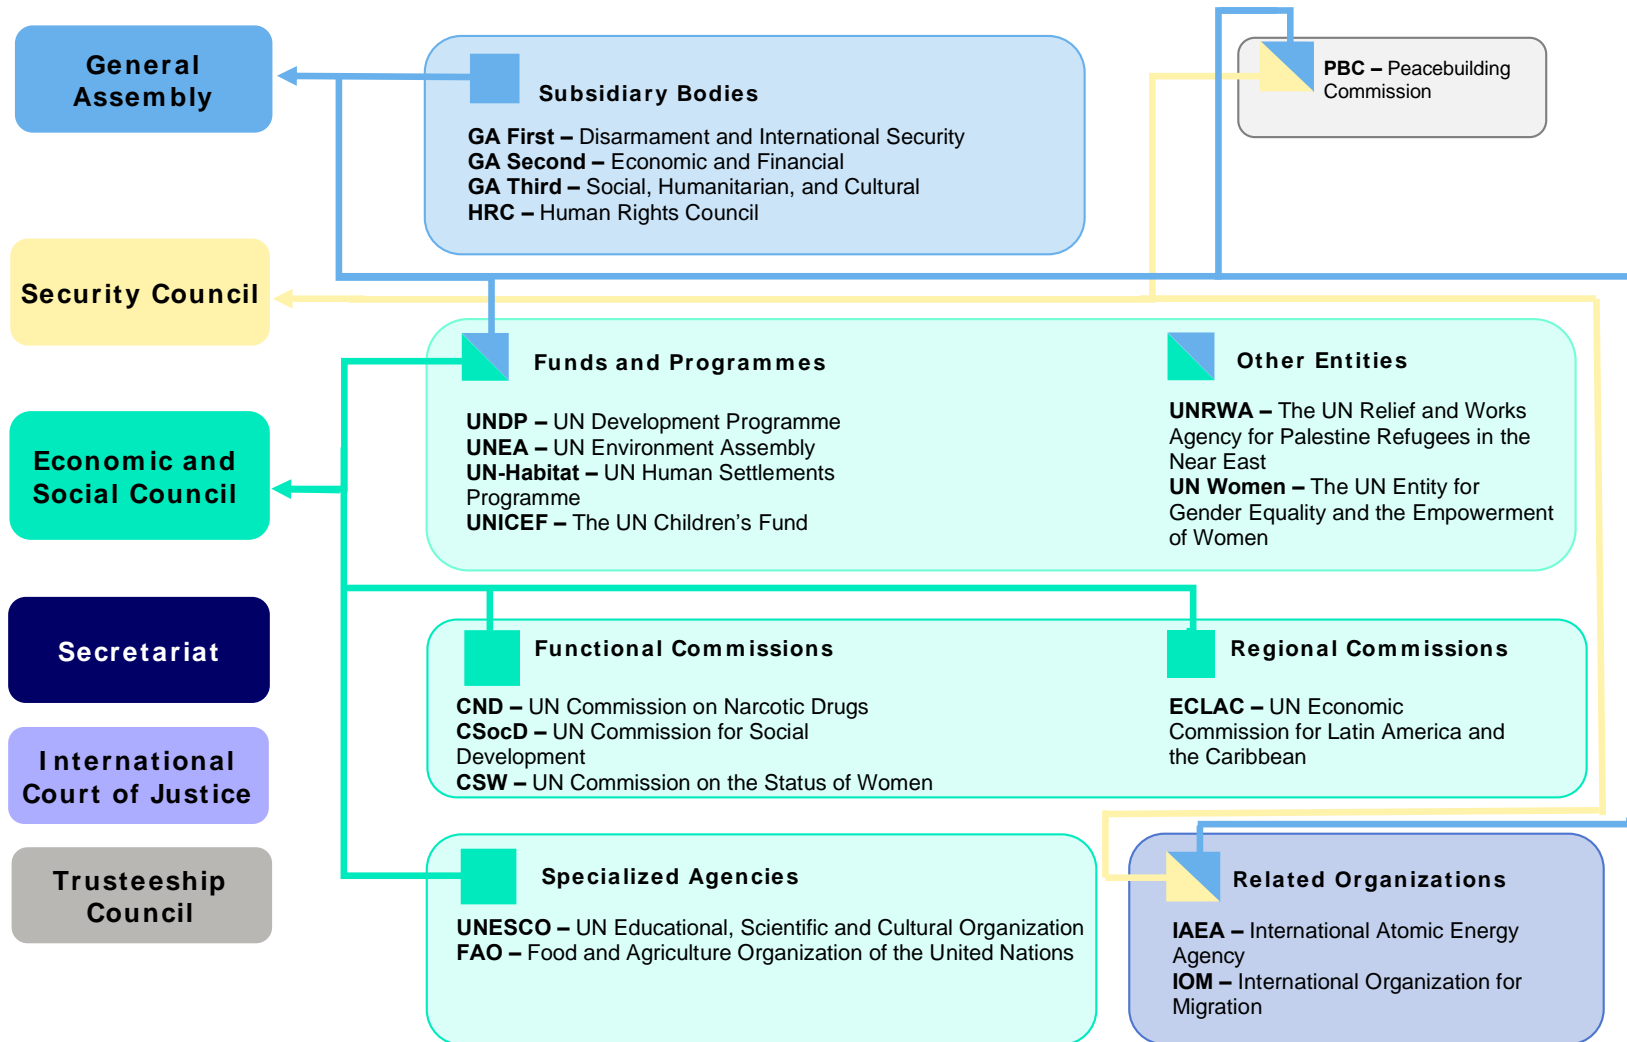 General
Assembly
Subsidiary Bodies
GA First – Disarmament and International Security
GA Second – Economic and Financial
GA Third – Social, Humanitarian, and Cultural
HRC – Human Rights Council
PBC – Peacebuilding
Commission
Security Council
Funds and Programmes
UNDP – UN Development Programme
UNEA – UN Environment Assembly
UN-Habitat – UN Human Settlements
Programme
UNICEF – The UN Children’s Fund
Other Entities
UNRWA – The UN Relief and Works
Agency for Palestine Refugees in the
Near East
UN Women – The UN Entity for
Gender Equality and the Empowerment
of Women
Economic and
Social Council
Secretariat
Functional Commissions
CND – UN Commission on Narcotic Drugs
CSocD – UN Commission for Social
Development
CSW – UN Commission on the Status of Women
Regional Commissions
ECLAC – UN Economic
Commission for Latin America and
the Caribbean
International
Court of Justice
Trusteeship
Council
Specialized Agencies
UNESCO – UN Educational, Scientific and Cultural Organization
FAO – Food and Agriculture Organization of the United Nations
Related Organizations
IAEA – International Atomic Energy
Agency
IOM – International Organization for
Migration